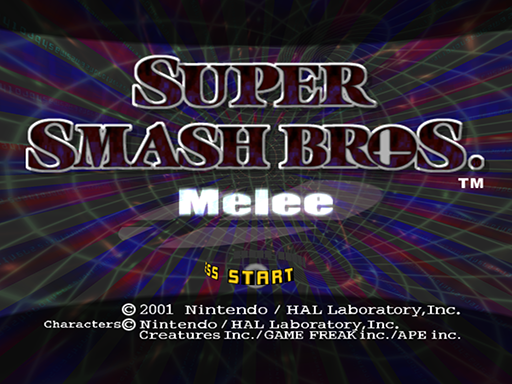 SUPER
SMASH BROS.
TM
Melee
SS START
© 2001 Nintendo / HAL Laboratory,Inc.
Characters © Nintendo / HAL Laboratory,Inc.
Creatures Inc./GAME FREAK inc./APE inc.